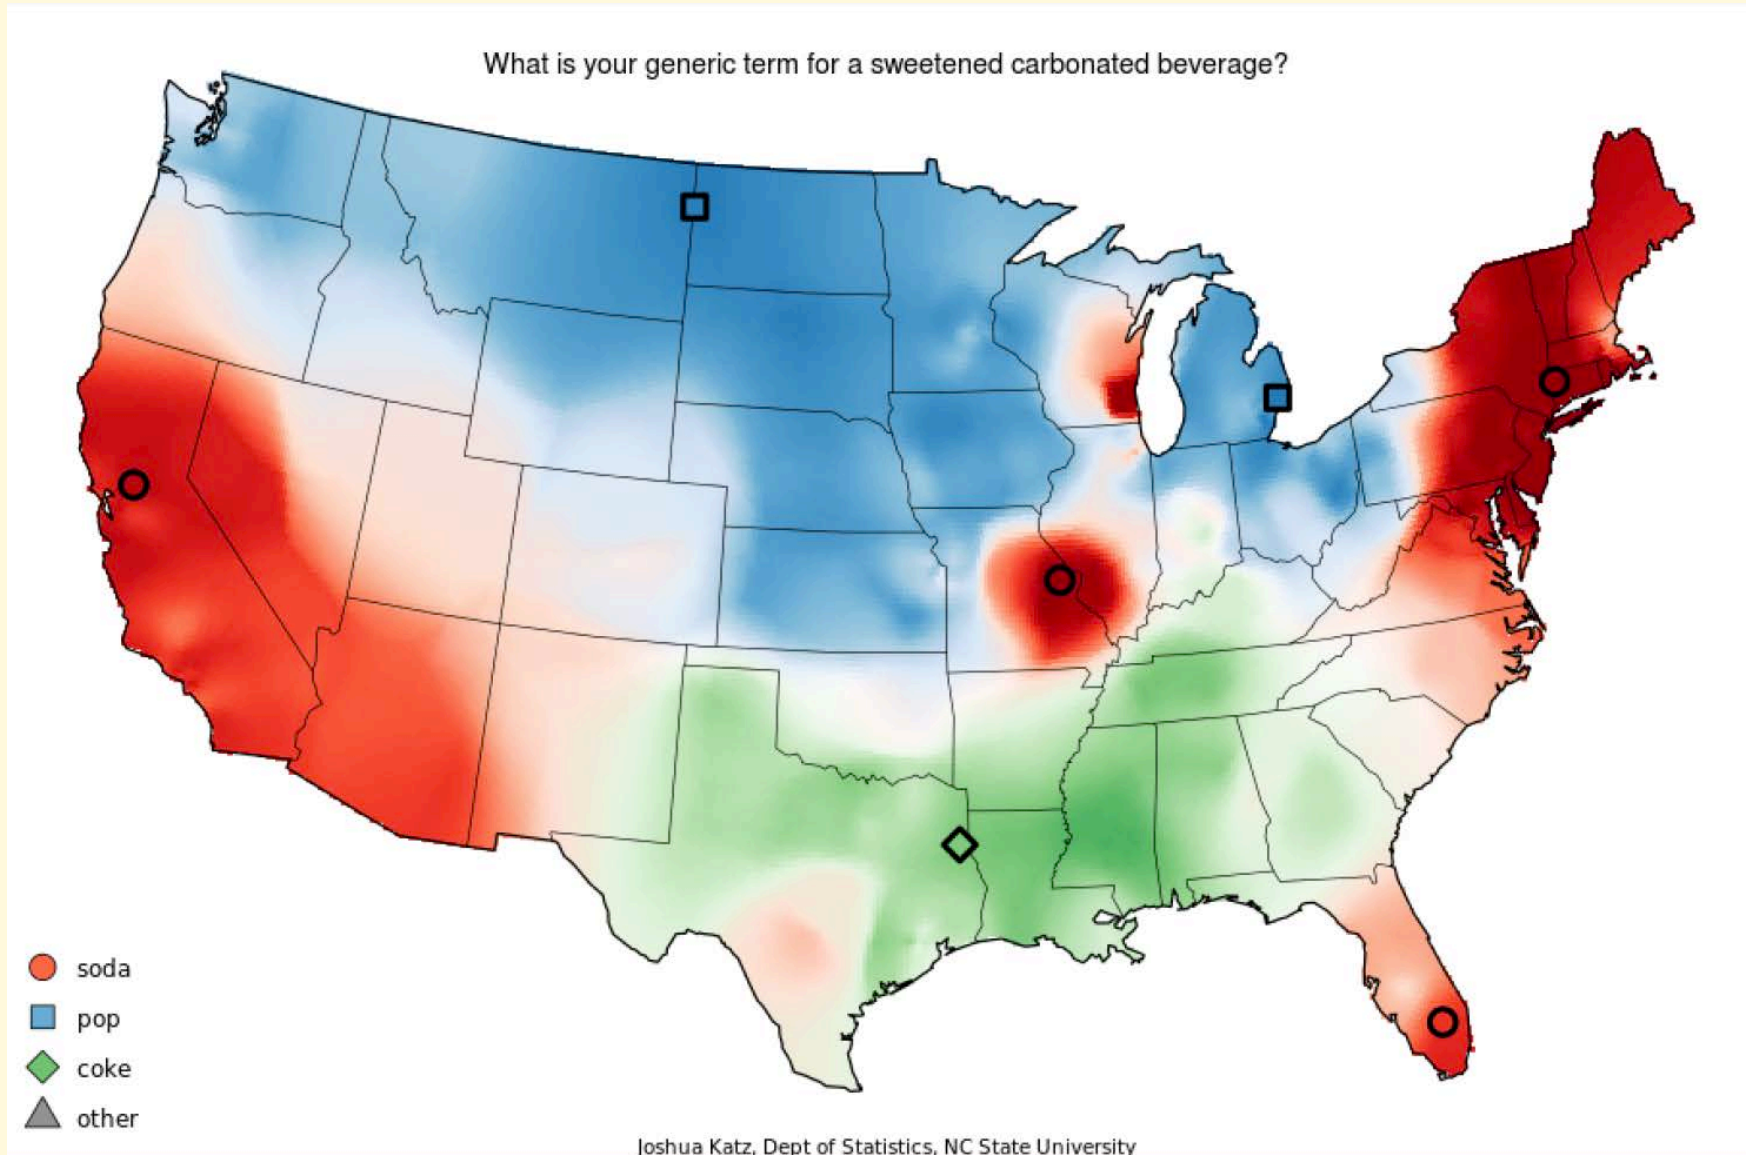 What is your generic term for a sweetened carbonated beverage?
soda
pop
coke
other
Joshua Katz, Dept of Statistics, NC State University